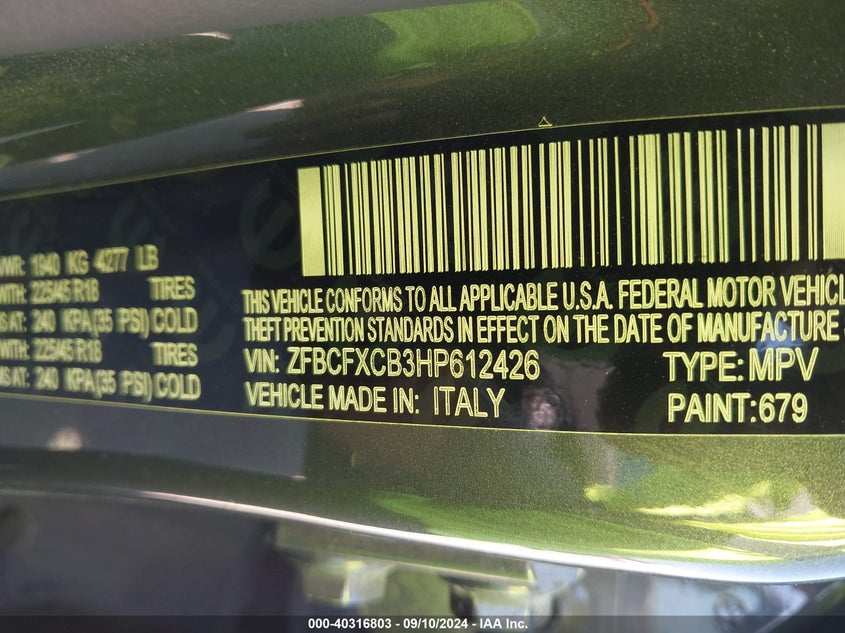 VWR: 1940 KG 4277 LB
WITH: 225/45 R18 TIRES
S AT: 240 KPA(35 PSI) COLD
WITH: 225/45 R18 TIRES
S AT: 240 KPA(35 PSI) COLD
THIS VEHICLE CONFORMS TO ALL APPLICABLE U.S.A. FEDERAL MOTOR VEHICL
THEFT PREVENTION STANDARDS IN EFFECT ON THE DATE OF MANUFACTURE
VIN: ZFBCFXCB3HP612426 TYPE: MPV
VEHICLE MADE IN: ITALY PAINT:679
000-40316803 - 09/10/2024 - IAA Inc.